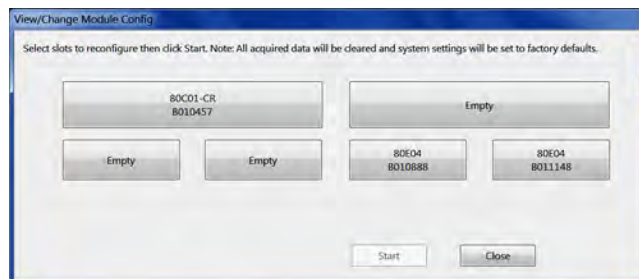 View/Change Module Config
Select slots to reconfigure then click Start. Note: All acquired data will be cleared and system settings will be set to factory defaults.
80C01-CR
B010457
Empty
Empty
Empty
80E04
B010888
80E04
B011148
Start
Close